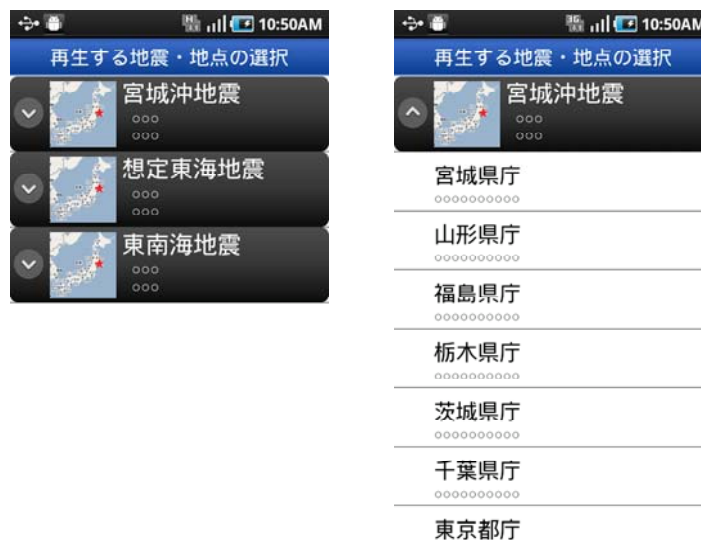 10:50AM
再生する地震・地点の選択
宮城沖地震
○○○
○○○
想定東海地震
○○○
○○○
東南海地震
○○○
○○○
10:50AM
再生する地震・地点の選択
宮城沖地震
○○○
○○○
宮城県庁
○○○○○○○○○○
山形県庁
○○○○○○○○○○
福島県庁
○○○○○○○○○○
栃木県庁
○○○○○○○○○○
茨城県庁
○○○○○○○○○○
千葉県庁
○○○○○○○○○○
東京都庁